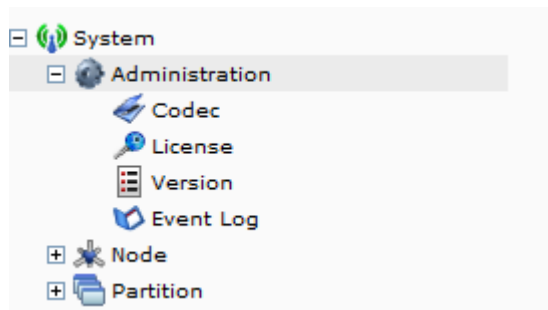 System
Administration
Codec
License
Version
Event Log
Node
Partition